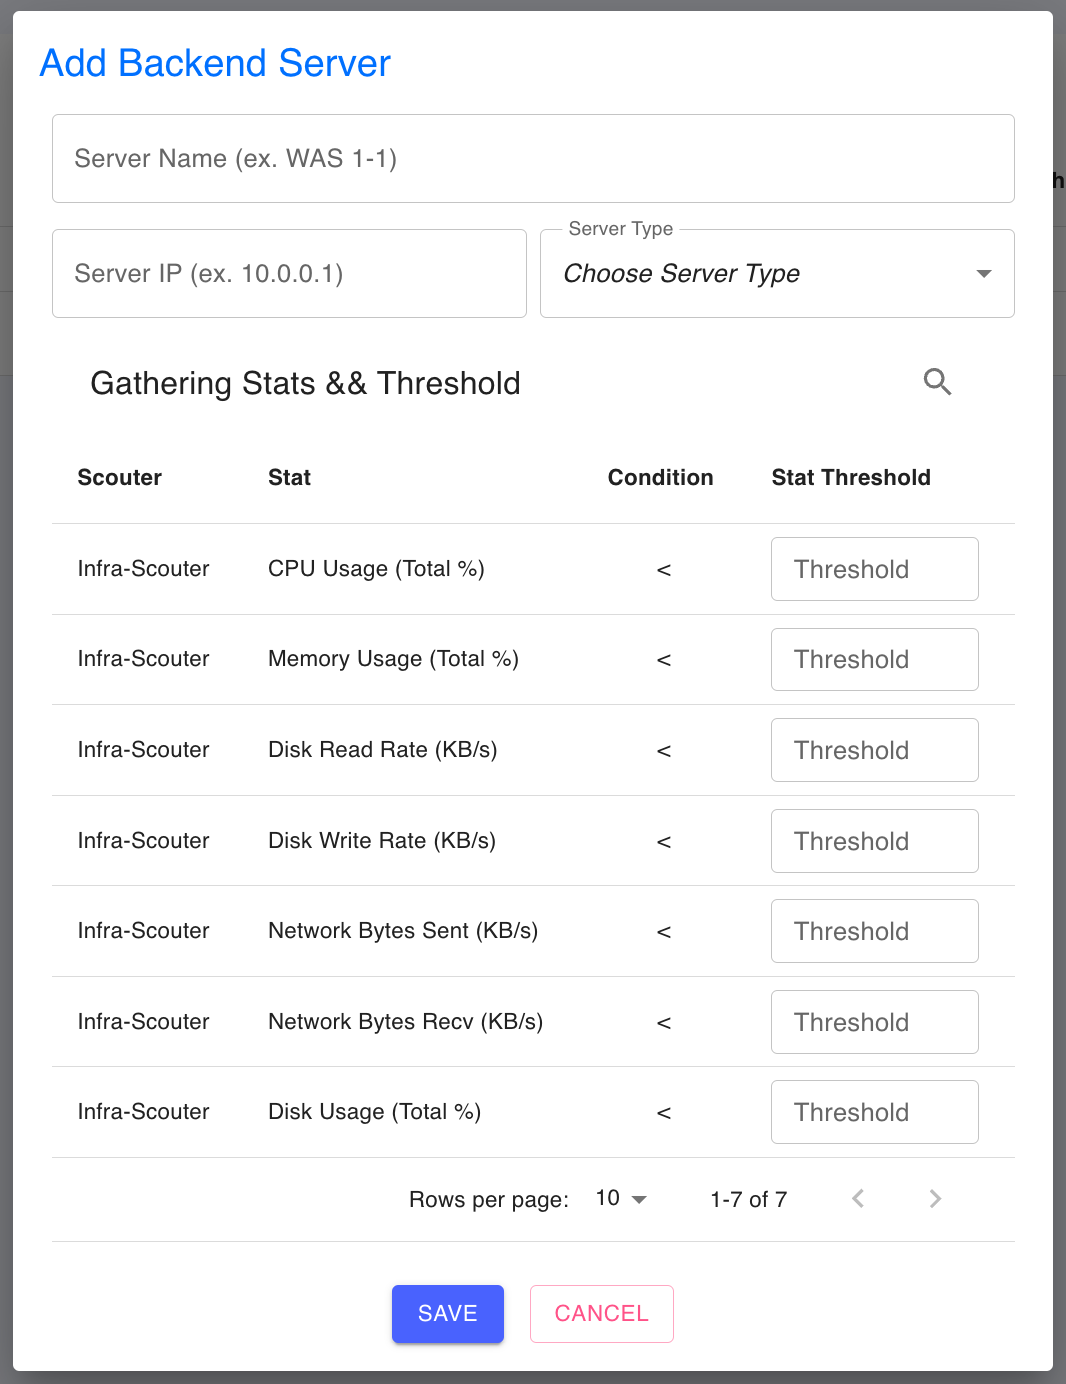 Add Backend Server
Server Name (ex. WAS 1-1)
Server Type
Server IP (ex. 10.0.0.1) Choose Server Type
Gathering Stats && Threshold
Scouter Stat Condition Stat Threshold
Infra-Scouter CPU Usage (Total %) < Threshold
Infra-Scouter Memory Usage (Total %) < Threshold
Infra-Scouter Disk Read Rate (KB/s) < Threshold
Infra-Scouter Disk Write Rate (KB/s) < Threshold
Infra-Scouter Network Bytes Sent (KB/s) < Threshold
Infra-Scouter Network Bytes Recv (KB/s) < Threshold
Infra-Scouter Disk Usage (Total %) < Threshold
Rows per page: 10 1-7 of 7
SAVE CANCEL